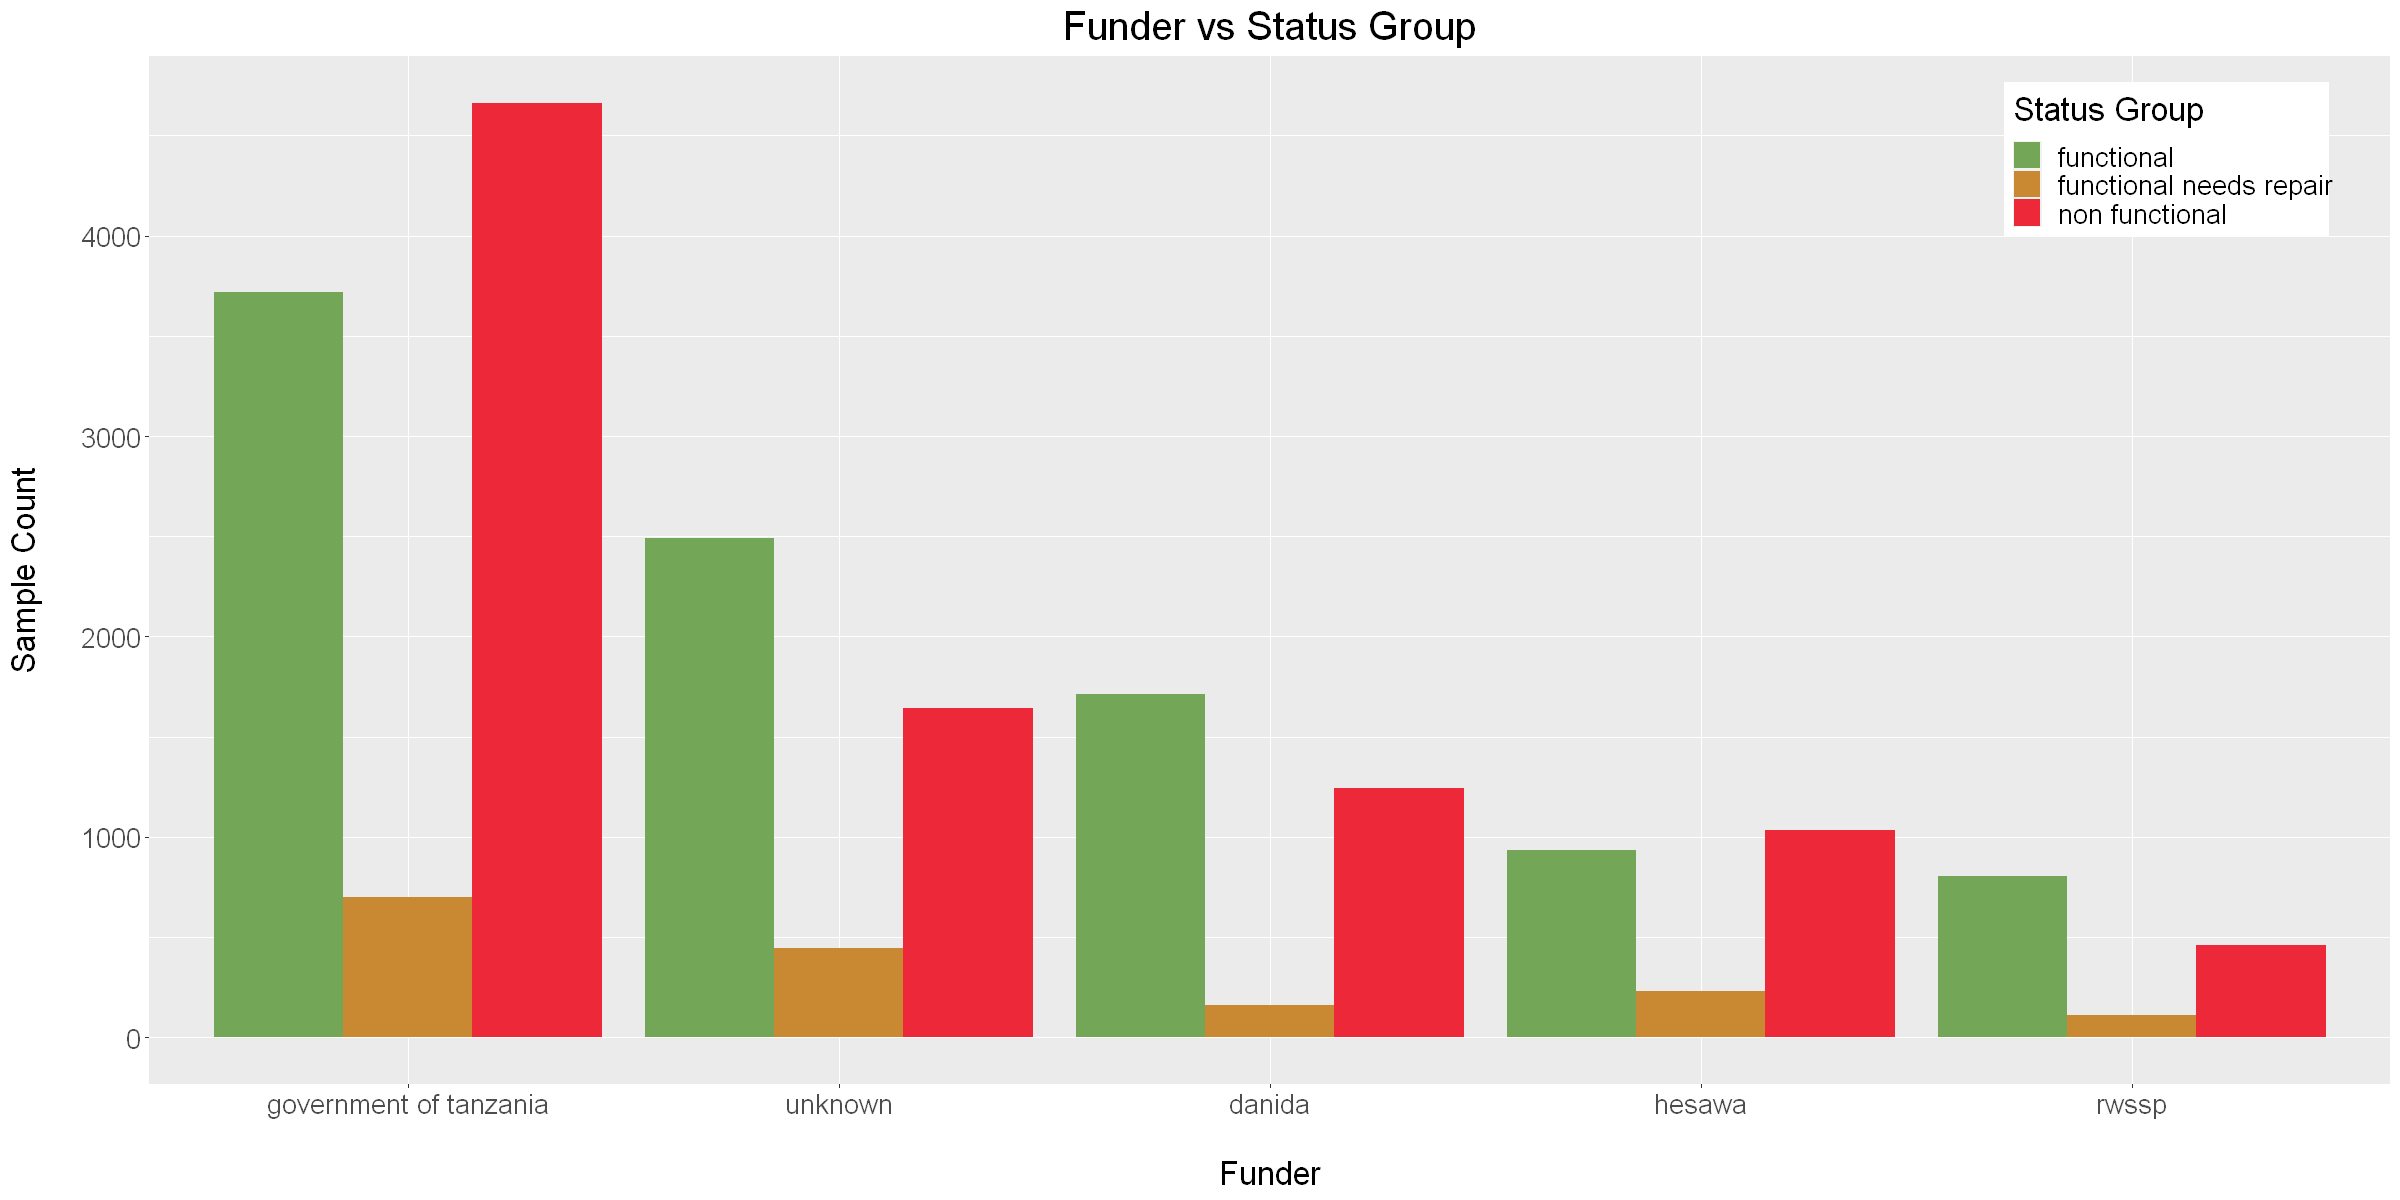 Funder vs Status Group
Status Group
functional
functional needs repair
non functional
4000
3000
2000
1000
0
Sample Count
government of tanzania
unknown
danida
hesawa
rwssp
Funder